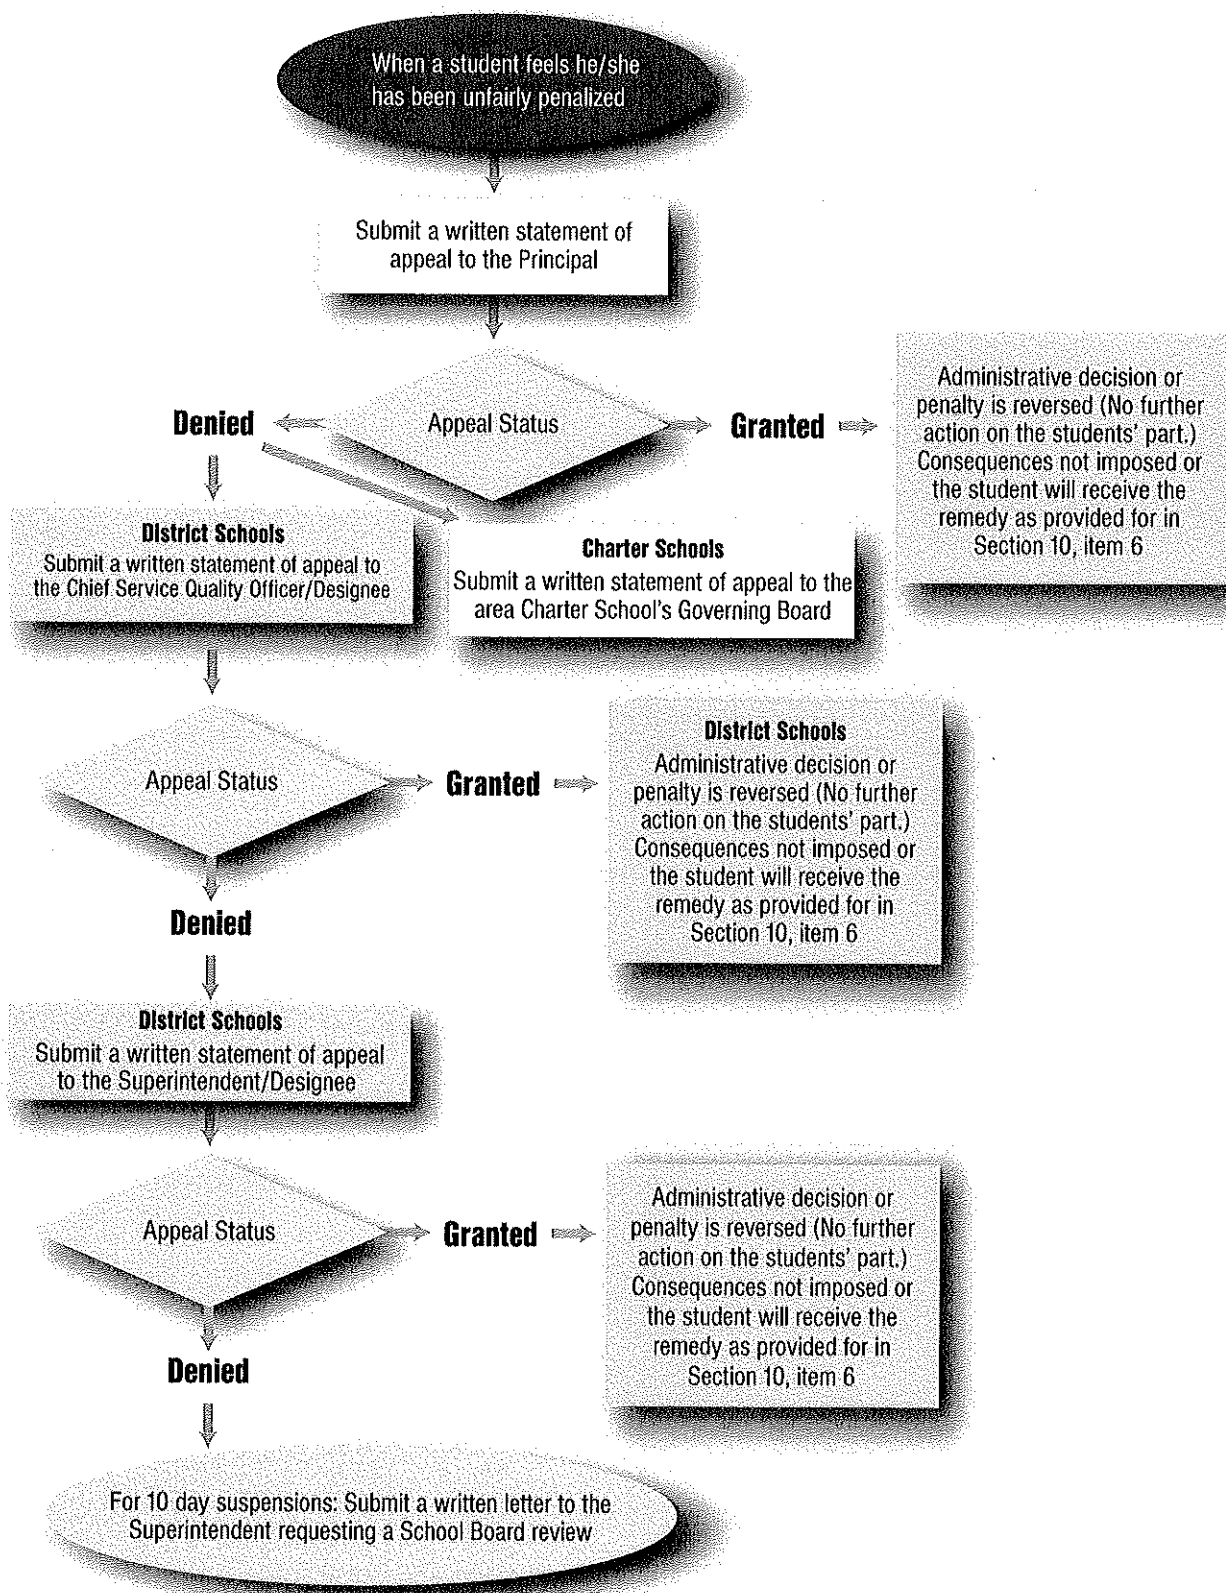 When a student feels he/she
has been unfairly penalized
Submit a written statement of
appeal to the Principal
Appeal Status
Denied
Granted
Administrative decision or
penalty is reversed (No further
action on the students' part.)
Consequences not imposed or
the student will receive the
remedy as provided for in
Section 10, item 6
District Schools
Submit a written statement of appeal to
the Chief Service Quality Officer/Designee
Charter Schools
Submit a written statement of appeal to the
area Charter School's Governing Board
Appeal Status
Granted
District Schools
Administrative decision or
penalty is reversed (No further
action on the students' part.)
Consequences not imposed or
the student will receive the
remedy as provided for in
Section 10, item 6
Denied
District Schools
Submit a written statement of appeal
to the Superintendent/Designee
Appeal Status
Granted
Administrative decision or
penalty is reversed (No further
action on the students' part.)
Consequences not imposed or
the student will receive the
remedy as provided for in
Section 10, item 6
Denied
For 10 day suspensions: Submit a written letter to the
Superintendent requesting a School Board review